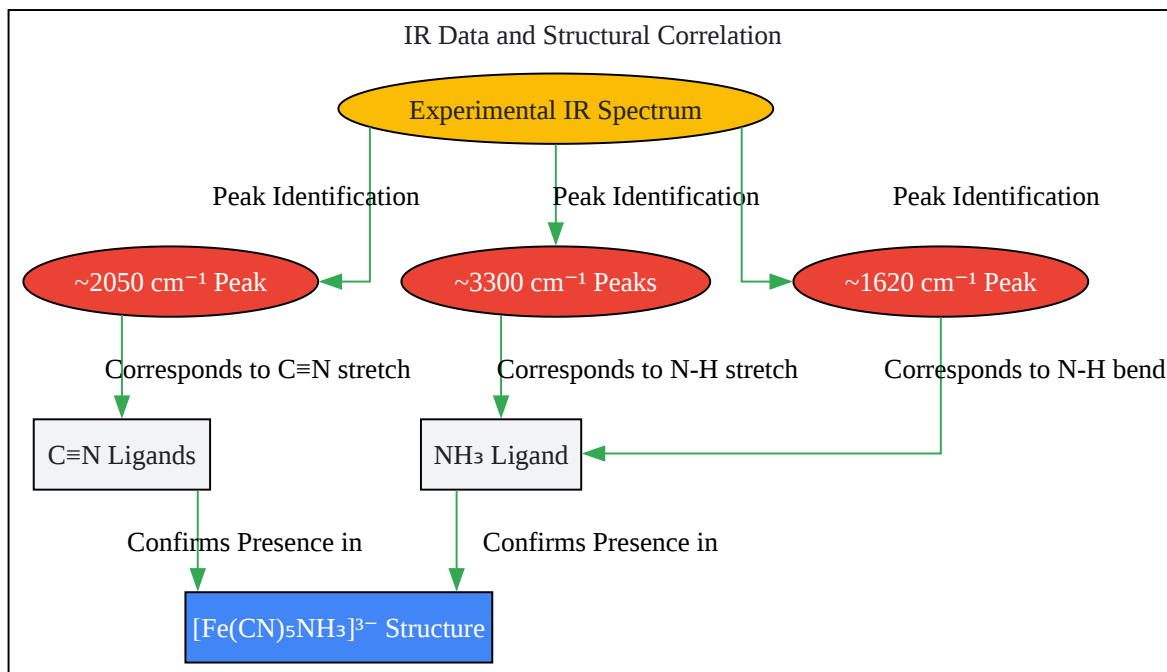 IR Data and Structural Correlation
Experimental IR Spectrum
Peak Identification
Peak Identification
Peak Identification
~2050 cm⁻¹ Peak
~3300 cm⁻¹ Peaks
~1620 cm⁻¹ Peak
Corresponds to C≡N stretch
Corresponds to N-H stretch
Corresponds to N-H bend
C≡N Ligands
NH₃ Ligand
Confirms Presence in
Confirms Presence in
[Fe(CN)₅NH₃]³⁻ Structure